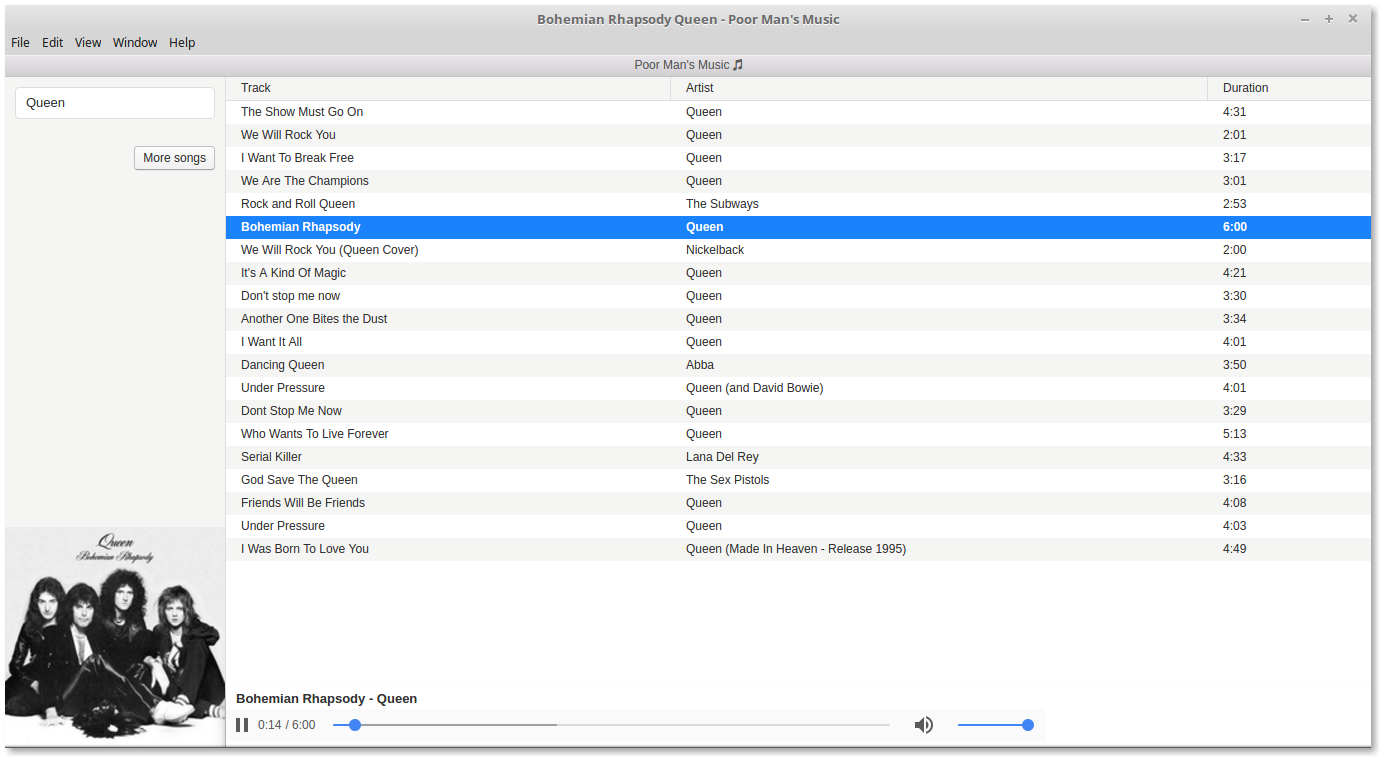 Bohemian Rhapsody Queen - Poor Man's Music
File Edit View Window Help
Poor Man's Music
Queen
More songs
Track Artist Duration
The Show Must Go On Queen 4:31
We Will Rock You Queen 2:01
I Want To Break Free Queen 3:17
We Are The Champions Queen 3:01
Rock and Roll Queen The Subways 2:53
Bohemian Rhapsody Queen 6:00
We Will Rock You (Queen Cover) Nickelback 2:00
It's A Kind Of Magic Queen 4:21
Don't stop me now Queen 3:30
Another One Bites the Dust Queen 3:34
I Want It All Queen 4:01
Dancing Queen Abba 3:50
Under Pressure Queen (and David Bowie) 4:01
Dont Stop Me Now Queen 3:29
Who Wants To Live Forever Queen 5:13
Serial Killer Lana Del Rey 4:33
God Save The Queen The Sex Pistols 3:16
Friends Will Be Friends Queen 4:08
Under Pressure Queen 4:03
I Was Born To Love You Queen (Made In Heaven - Release 1995) 4:49
Queen
Bohemian Rhapsody
Bohemian Rhapsody - Queen
0:14 / 6:00